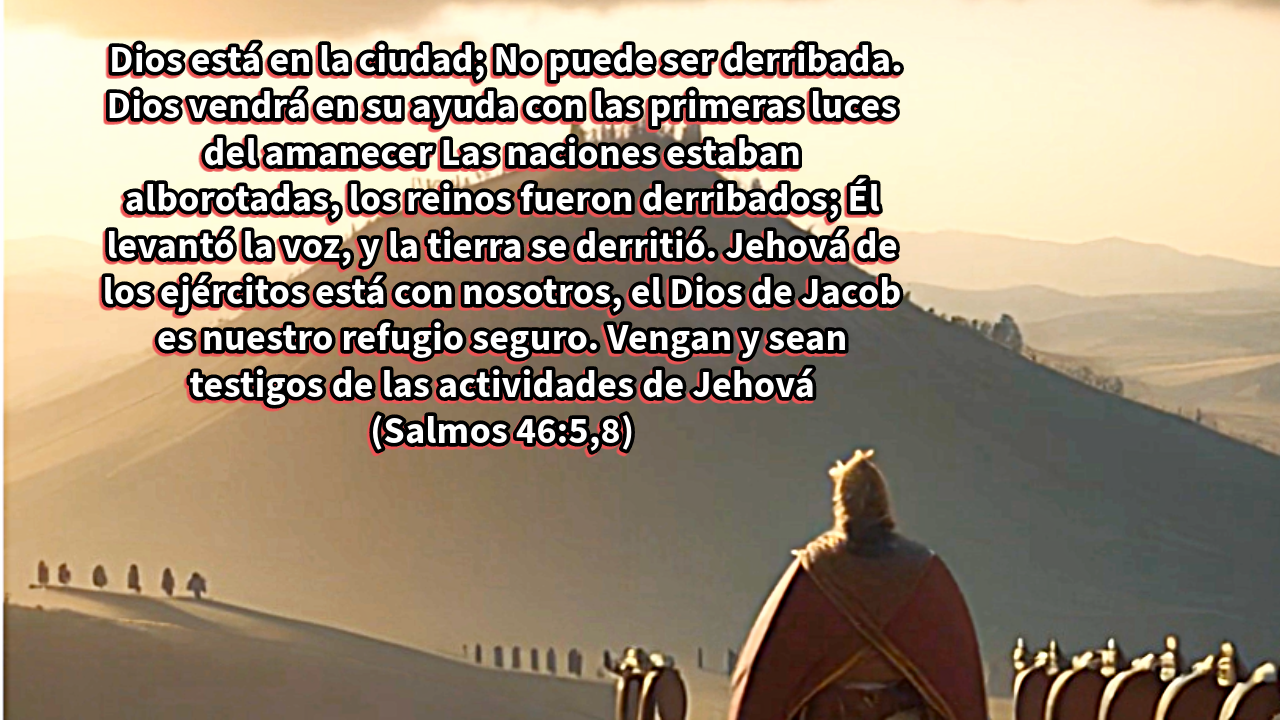 Dios está en la ciudad; No puede ser derribada.
Dios vendrá en su ayuda con las primeras luces
del amanecer Las naciones estaban
alborotadas, los reinos fueron derribados; Él
levantó la voz, y la tierra se derritió. Jehová de
los ejércitos está con nosotros, el Dios de Jacob
es nuestro refugio seguro. Vengan y sean
testigos de las actividades de Jehová
(Salmos 46:5,8)